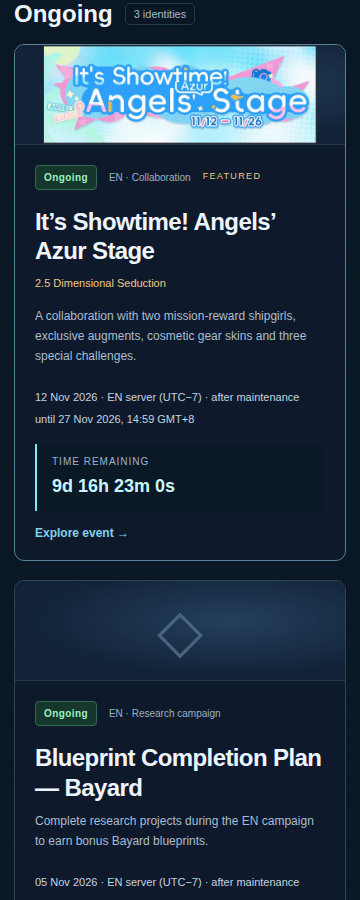 Ongoing
3 identities
It's Showtime!
Azur
Angels' Stage
11/12 – 11/26
Ongoing
EN · Collaboration
FEATURED
It’s Showtime! Angels’
Azur Stage
2.5 Dimensional Seduction
A collaboration with two mission-reward shipgirls,
exclusive augments, cosmetic gear skins and three
special challenges.
12 Nov 2026 · EN server (UTC−7) · after maintenance
until 27 Nov 2026, 14:59 GMT+8
TIME REMAINING
9d 16h 23m 0s
Explore event →
Ongoing
EN · Research campaign
Blueprint Completion Plan
— Bayard
Complete research projects during the EN campaign
to earn bonus Bayard blueprints.
05 Nov 2026 · EN server (UTC−7) · after maintenance